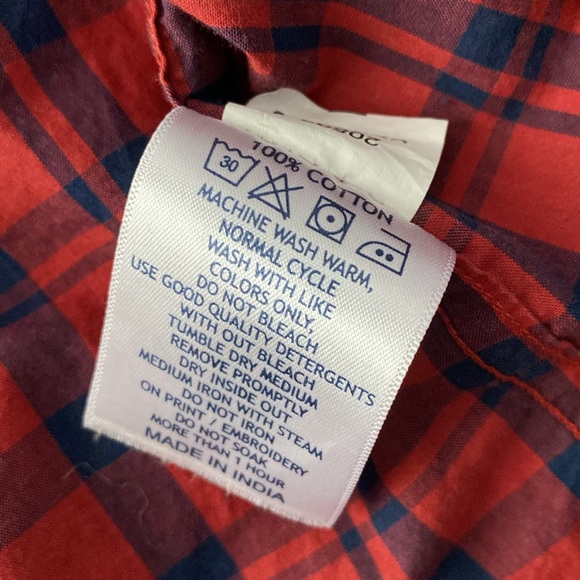 100% COTTON
30
MACHINE WASH WARM,
NORMAL CYCLE
WASH WITH LIKE
COLORS ONLY,
DO NOT BLEACH
USE GOOD QUALITY DETERGENTS
WITH OUT BLEACH
TUMBLE DRY MEDIUM
REMOVE PROMPTLY
DRY INSIDE OUT
MEDIUM IRON WITH STEAM
DO NOT IRON
ON PRINT / EMBROIDERY
DO NOT SOAK
MORE THAN 1 HOUR
MADE IN INDIA